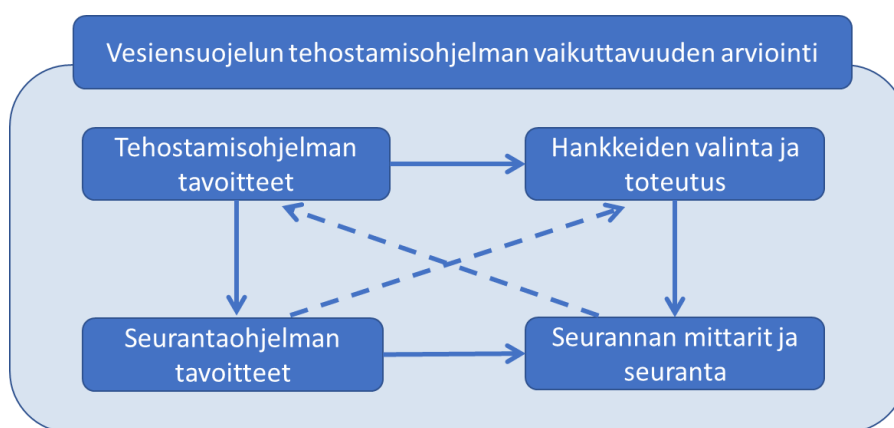 Vesiensuojelun tehostamisohjelman vaikuttavuuden arviointi
Tehostamisohjelman
tavoitteet
Hankkeiden valinta ja
toteutus
Seurantaohjelman
tavoitteet
Seurannan mittarit ja
seuranta